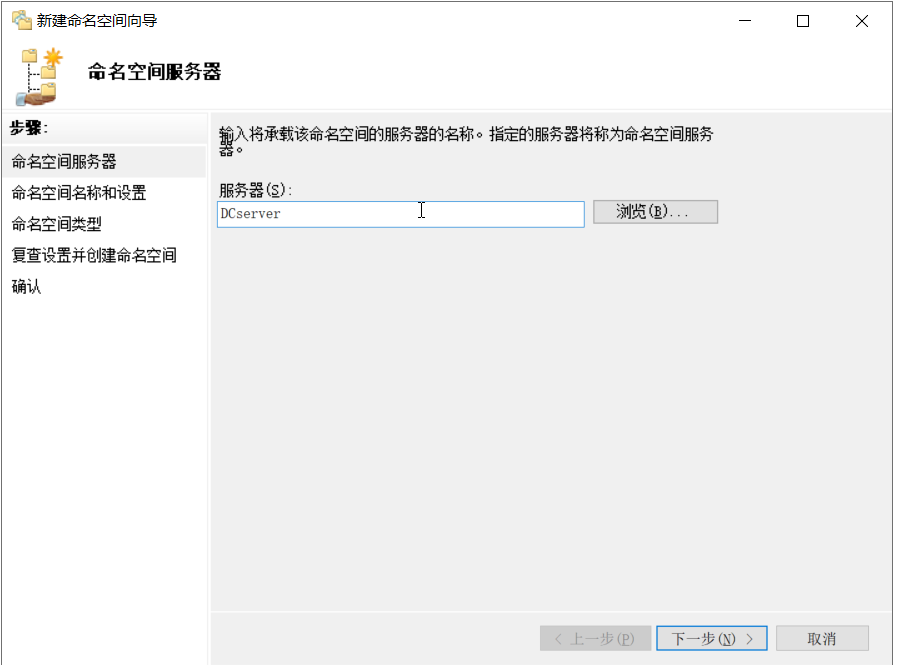 新建命名空间向导
命名空间服务器
步骤:
命名空间服务器
命名空间名称和设置
命名空间类型
复查设置并创建命名空间
确认
输入将承载该命名空间的服务器的名称。指定的服务器将称为命名空间服务
器。
服务器(S):
DCserver
浏览(B)...
< 上一步(P)
下一步(N) >
取消